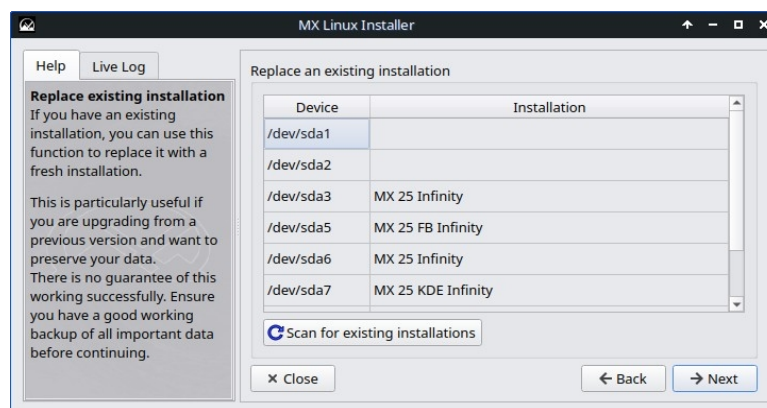 MX Linux Installer
Help
Live Log
Replace existing installation
If you have an existing
installation, you can use this
function to replace it with a
fresh installation.
This is particularly useful if
you are upgrading from a
previous version and want to
preserve your data.
There is no guarantee of this
working successfully. Ensure
you have a good working
backup of all important data
before continuing.
Replace an existing installation
Device Installation
/dev/sda1
/dev/sda2
/dev/sda3 MX 25 Infinity
/dev/sda5 MX 25 FB Infinity
/dev/sda6 MX 25 Infinity
/dev/sda7 MX 25 KDE Infinity
Scan for existing installations
Close
Back
Next